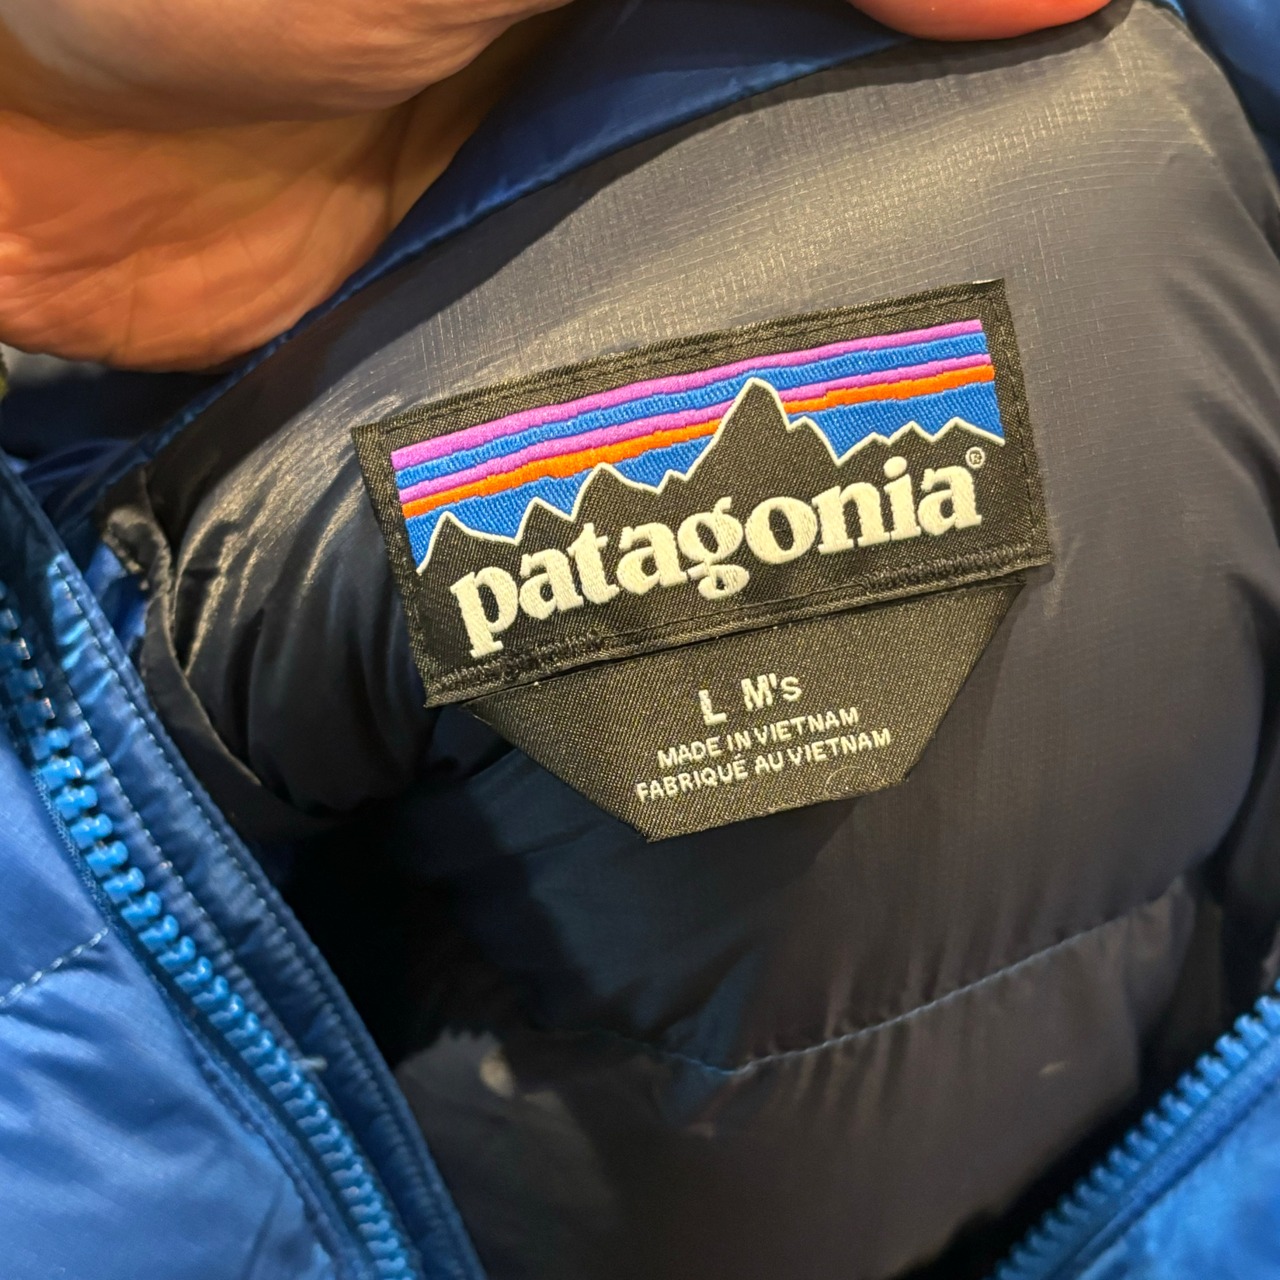 patagonia®
L M's
MADE IN VIETNAM
FABRIQUÉ AU VIETNAM